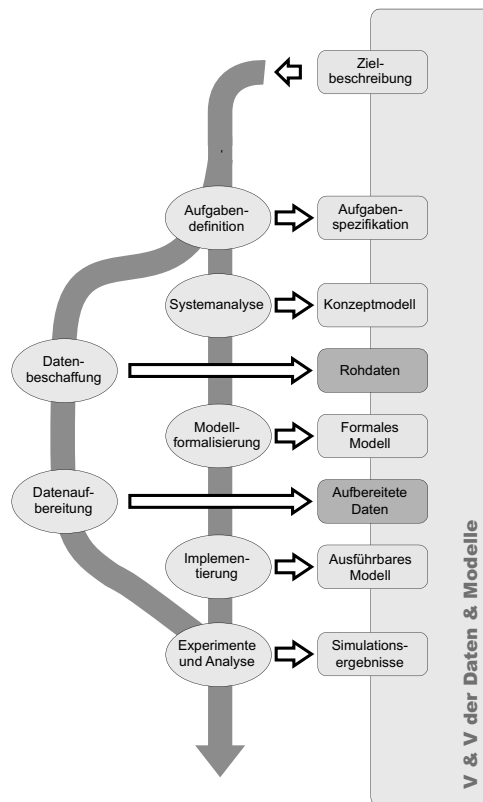 Ziel-
beschreibung
Aufgaben-
definition
Aufgaben-
spezifikation
Systemanalyse
Konzeptmodell
Daten-
beschaffung
Rohdaten
Modell-
formalisierung
Formales
Modell
Datenauf-
bereitung
Aufbereitete
Daten
Implemen-
tierung
Ausführbares
Modell
Experimente
und Analyse
Simulations-
ergebnisse
V & V der Daten & Modelle